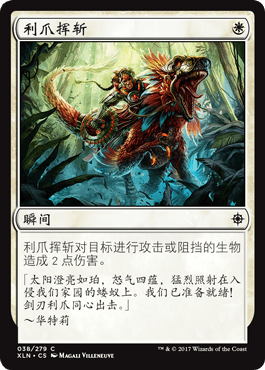 利爪挥斩
瞬间
利爪挥斩对目标进行攻击或阻挡的生物
造成2点伤害。
「太阳澄亮如珀，怒气四蕴，猛烈照射在入
侵我们家园的蝼蚁上。我们已准备就绪！
剑刃利爪同心出击。」
～华特莉
038/279 C
XLN • CS MAGALI VILLENEUVE
™ & © 2017 Wizards of the Coast